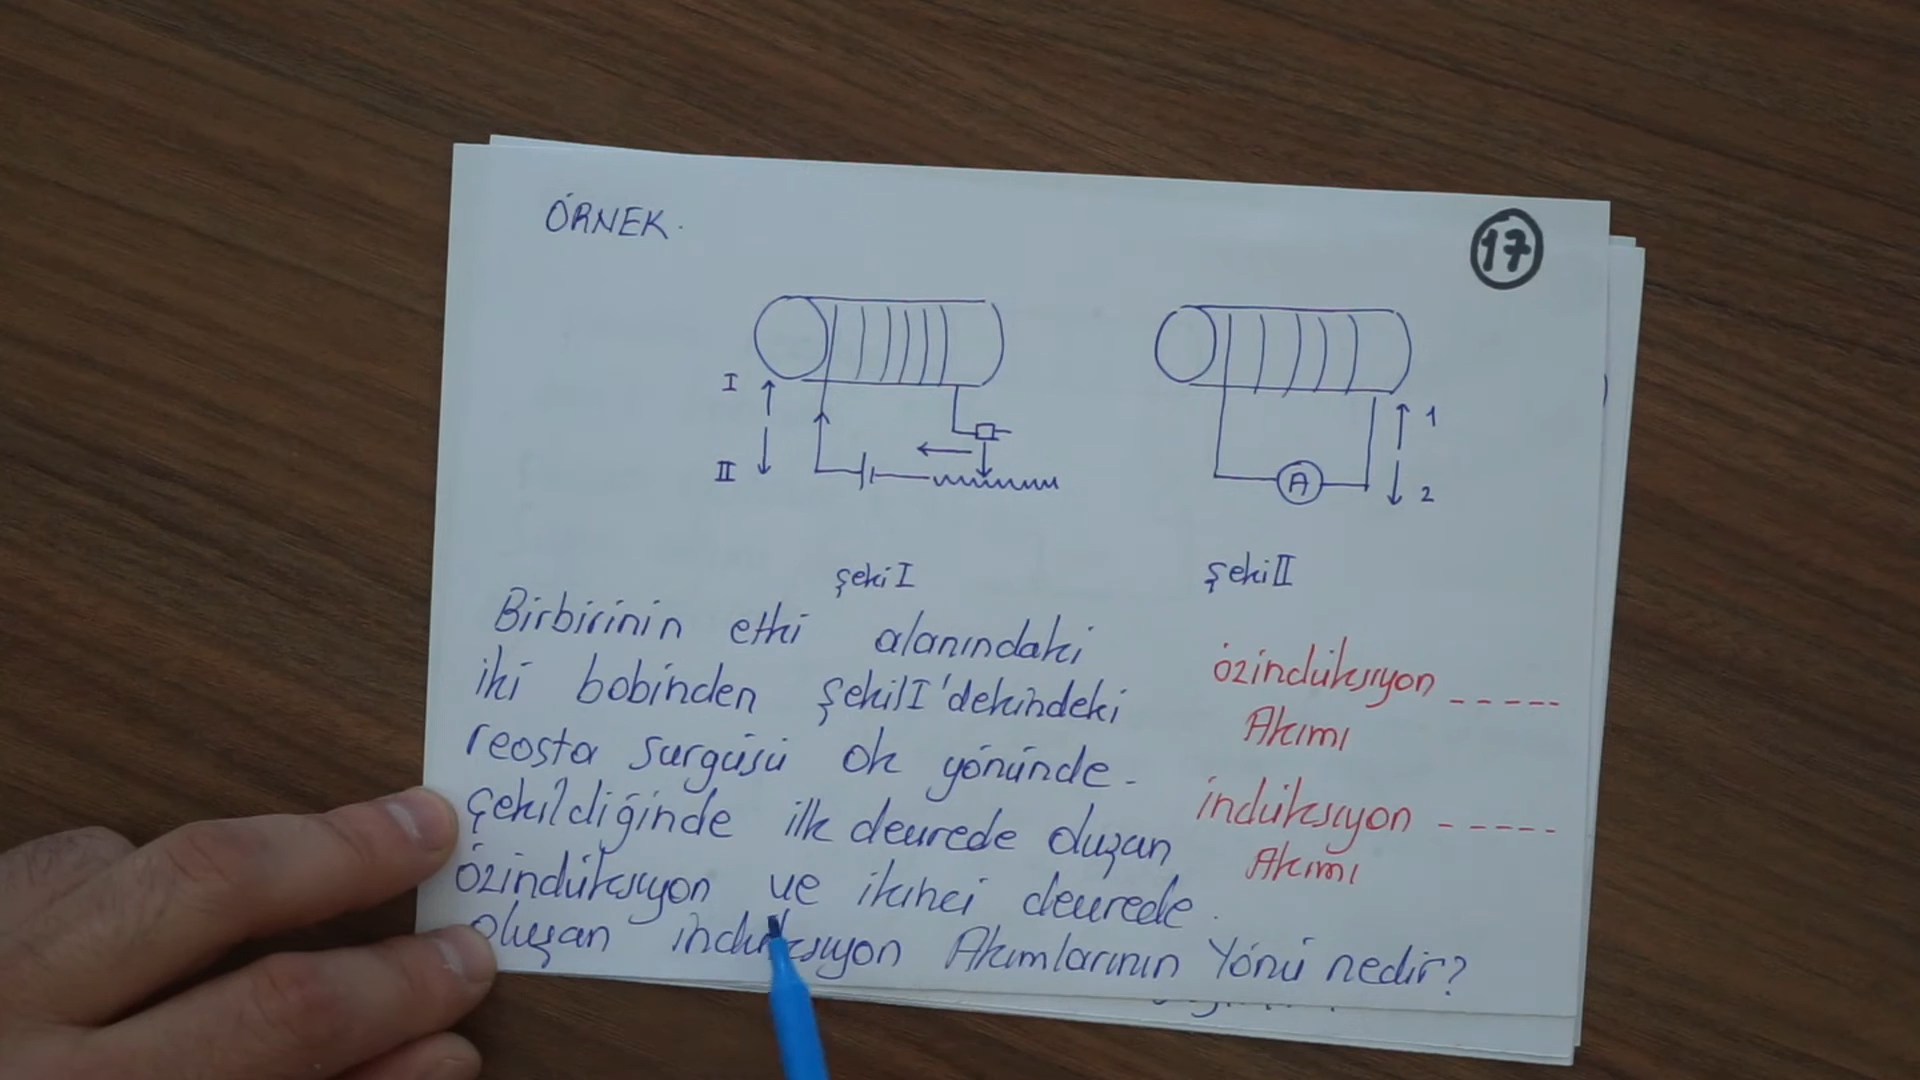 ÖRNEK.
17
I
II
A
1
2
Şekil I
Şekil II
Birbirinin etki alanındaki
iki bobinden Şekil I'dekindeki
reosta sürgüsü ok yönünde
çekildiğinde ilk devrede oluşan
özindüksiyon ve ikinci devrede
oluşan indüksiyon Akımlarının Yönü nedir?
özindüksiyon -----
Akımı
indüksiyon -----
Akımı